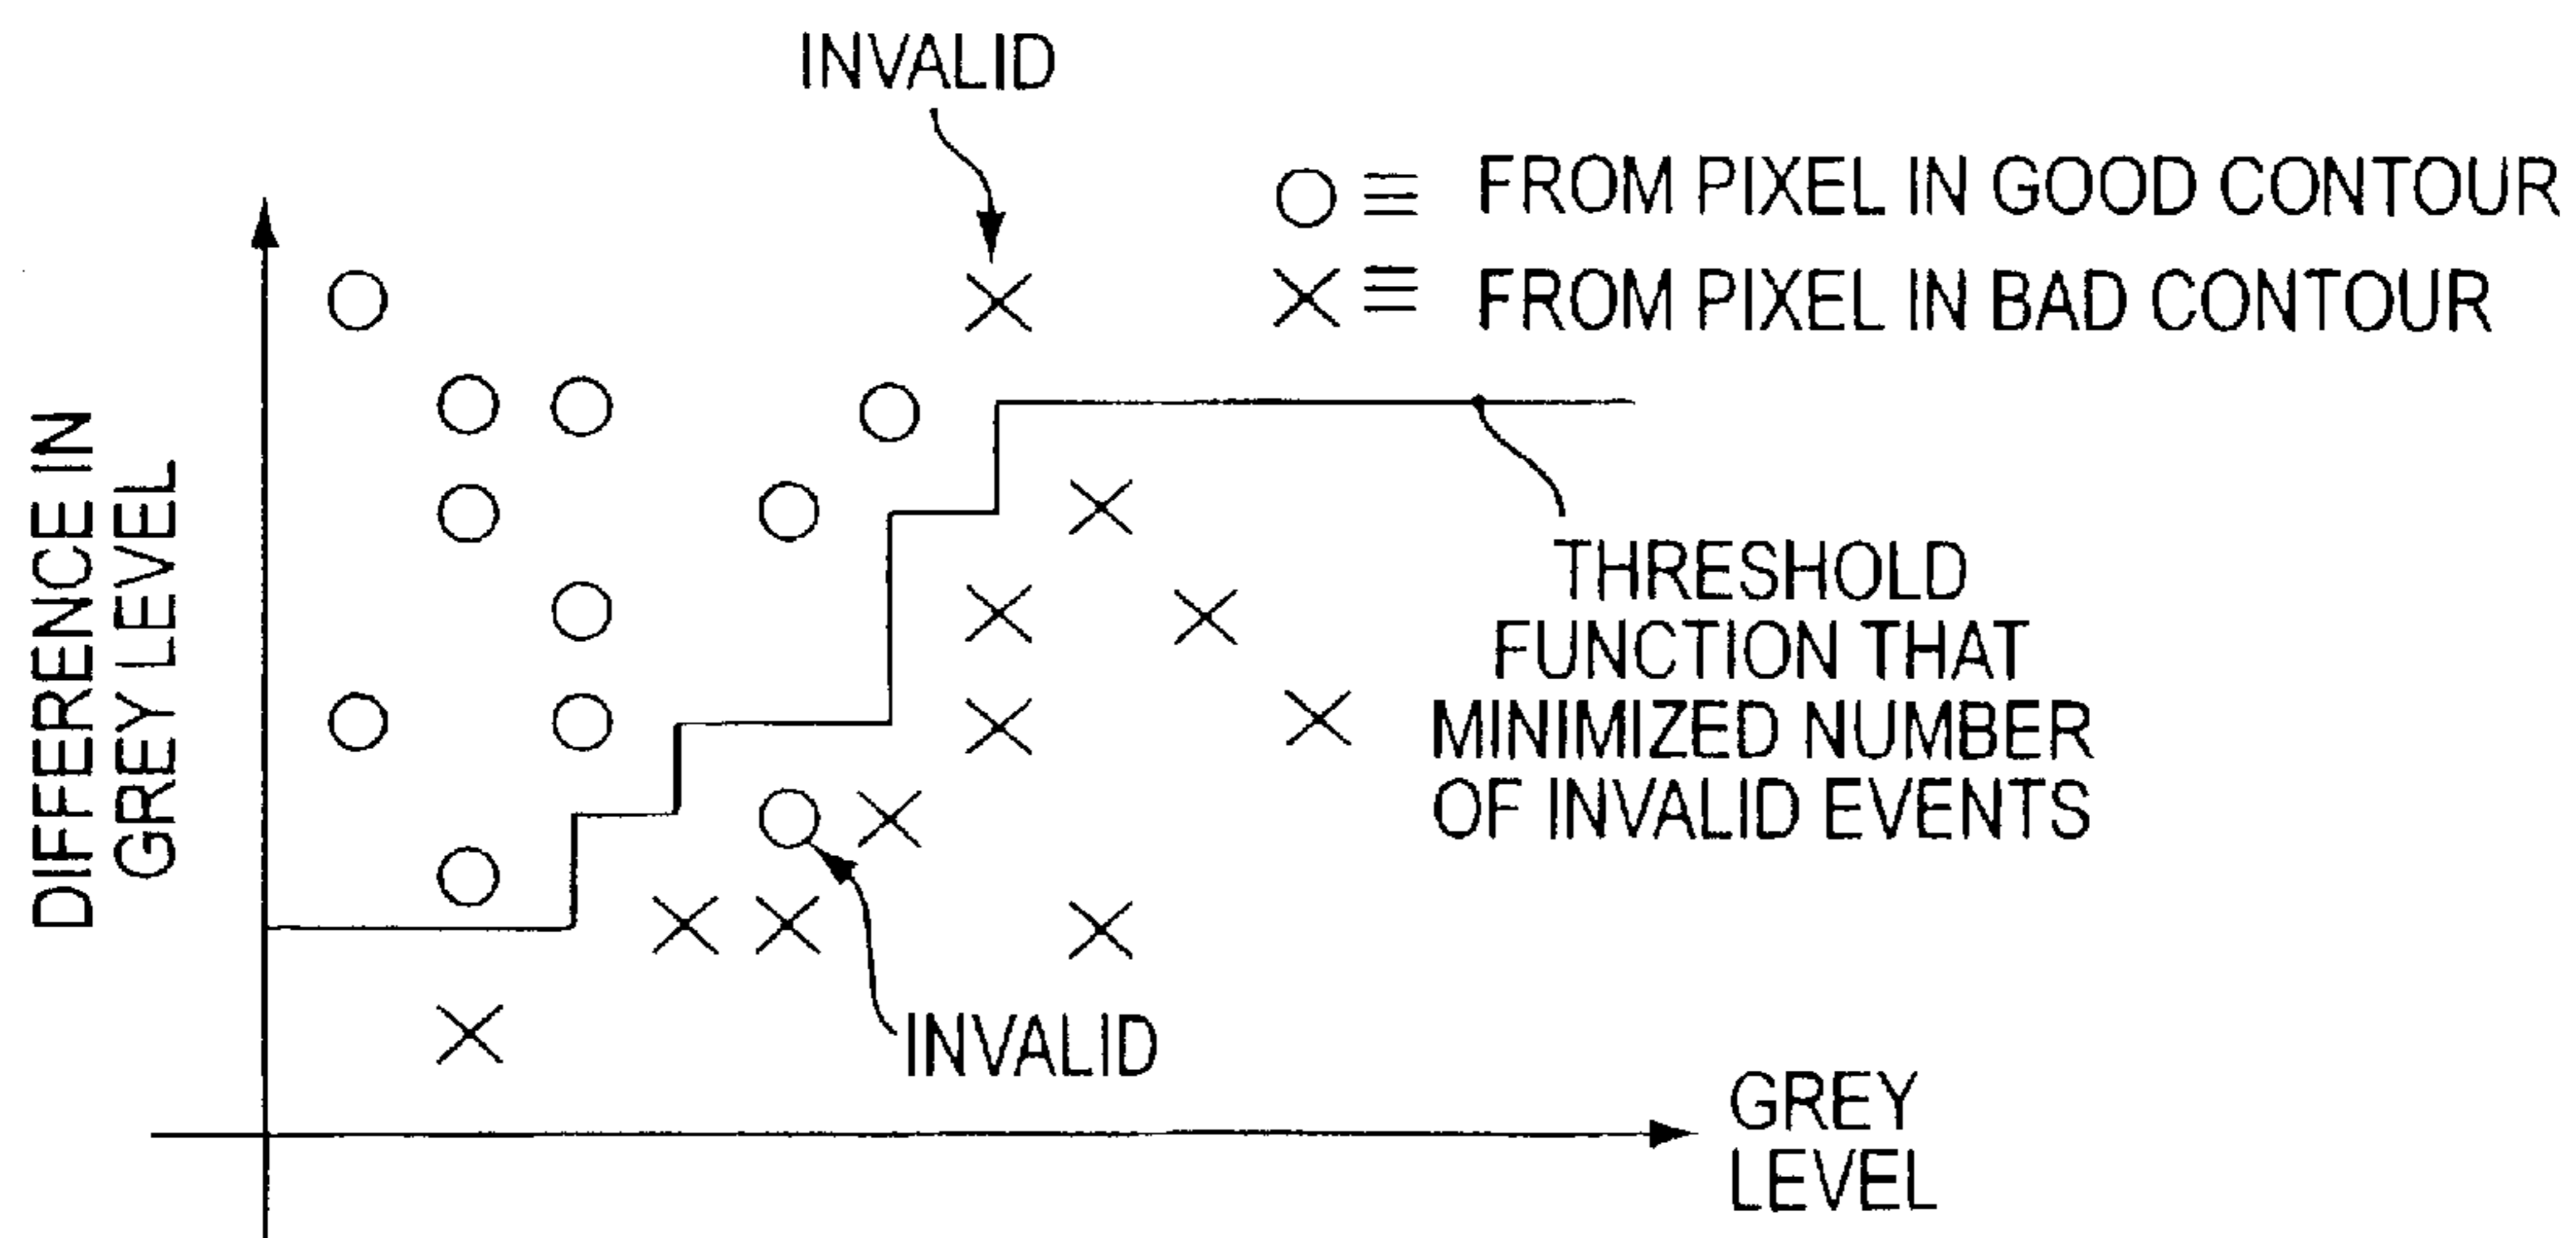 INVALID
○ ≡ FROM PIXEL IN GOOD CONTOUR
× ≡ FROM PIXEL IN BAD CONTOUR
DIFFERENCE IN
GREY LEVEL
THRESHOLD
FUNCTION THAT
MINIMIZED NUMBER
OF INVALID EVENTS
INVALID
GREY
LEVEL